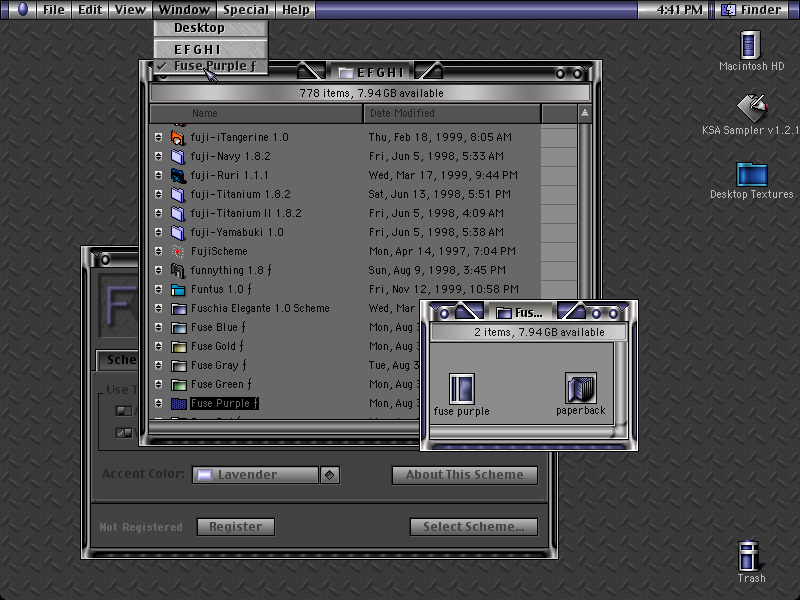 File Edit View Window Special Help 4:41 PM Finder
Desktop
EFGHI
✓ Fuse Purple ƒ
EFGHI
778 items, 7.94 GB available
Name Date Modified
fuji-iTangerine 1.0 Thu, Feb 18, 1999, 8:05 AM
fuji-Navy 1.8.2 Fri, Jun 5, 1998, 5:33 AM
fuji-Ruri 1.1.1 Wed, Mar 17, 1999, 9:44 PM
fuji-Titanium 1.8.2 Sat, Jun 13, 1998, 5:51 PM
fuji-Titanium II 1.8.2 Fri, Jun 5, 1998, 4:09 AM
fuji-Yamabuki 1.0 Fri, Jun 5, 1998, 5:38 AM
FujiScheme Mon, Apr 14, 1997, 7:04 PM
funnything 1.8 ƒ Sun, Aug 9, 1998, 3:45 PM
Funtus 1.0 ƒ Fri, Nov 12, 1999, 10:58 PM
Fuschia Elegante 1.0 Scheme Wed, Mar
Fuse Blue ƒ Mon, Aug 3
Fuse Gold ƒ Mon, Aug 3
Fuse Gray ƒ Tue, Aug 3
Fuse Green ƒ Mon, Aug 3
Fuse Purple ƒ Mon, Aug 3
Fus...
2 items, 7.94 GB available
fuse purple
paperback
Sche
Use T
Accent Color: Lavender
About This Scheme
Not Registered Register
Select Scheme...
Macintosh HD
KSA Sampler v1.2.1
Desktop Textures
Trash